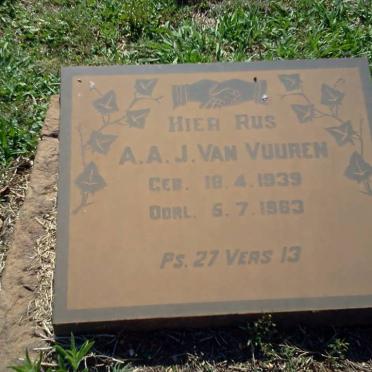 Hier Rus
A.A.J. Van Vuuren
Geb. 18.4.1939
Oorl. 5.7.1963
Ps. 27 Vers 13